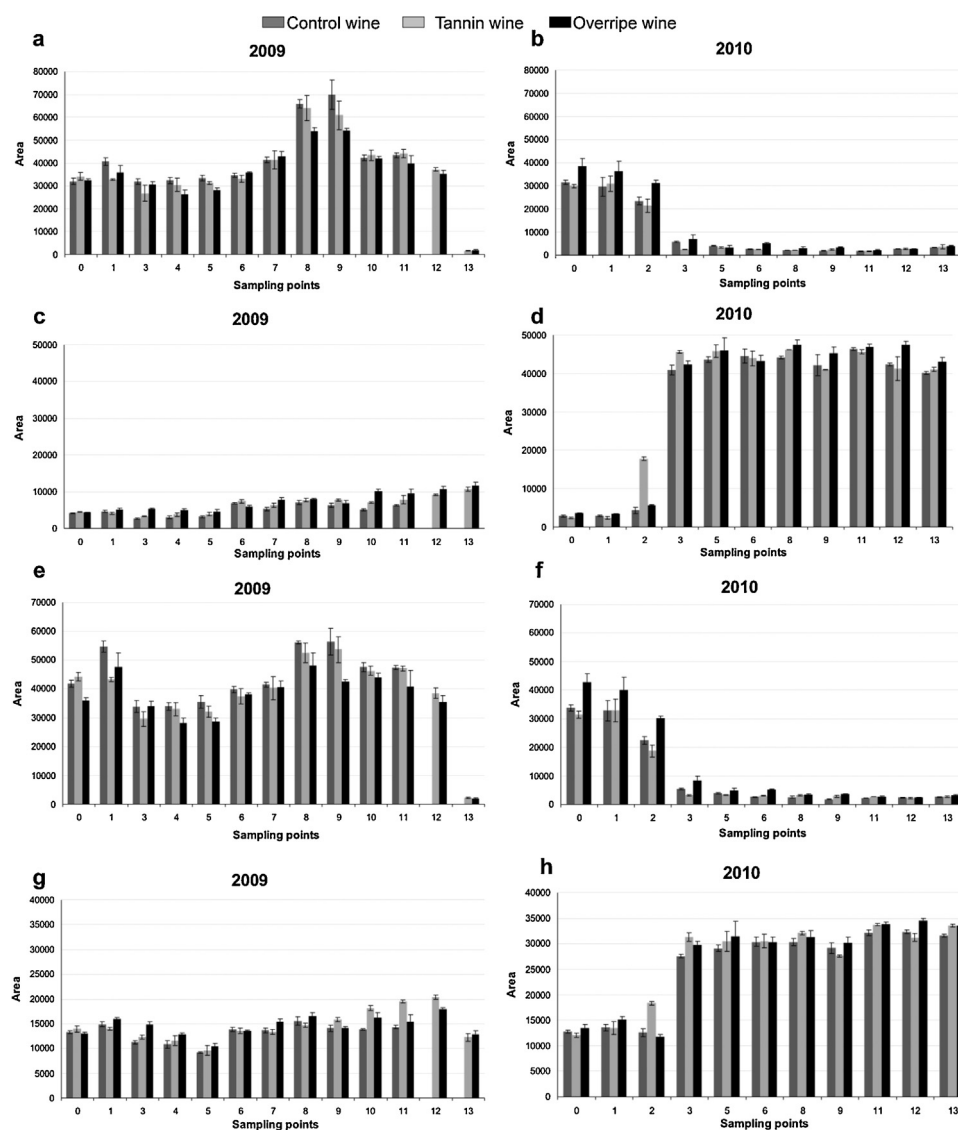 Control wine Tannin wine Overripe wine
a
2009
Area
80000
70000
60000
50000
40000
30000
20000
10000
0
0 1 3 4 5 6 7 8 9 10 11 12 13
Sampling points
b
2010
Area
80000
70000
60000
50000
40000
30000
20000
10000
0
0 1 2 3 5 6 8 9 11 12 13
Sampling points
c
2009
Area
50000
40000
30000
20000
10000
0
0 1 3 4 5 6 7 8 9 10 11 12 13
Sampling points
d
2010
Area
50000
40000
30000
20000
10000
0
0 1 2 3 5 6 8 9 11 12 13
Sampling points
e
2009
Area
70000
60000
50000
40000
30000
20000
10000
0
0 1 3 4 5 6 7 8 9 10 11 12 13
Sampling points
f
2010
Area
70000
60000
50000
40000
30000
20000
10000
0
0 1 2 3 5 6 8 9 11 12 13
Sampling points
g
2009
Area
40000
35000
30000
25000
20000
15000
10000
5000
0
0 1 3 4 5 6 7 8 9 10 11 12 13
Sampling points
h
2010
Area
40000
35000
30000
25000
20000
15000
10000
5000
0
0 1 2 3 5 6 8 9 11 12 13
Sampling points